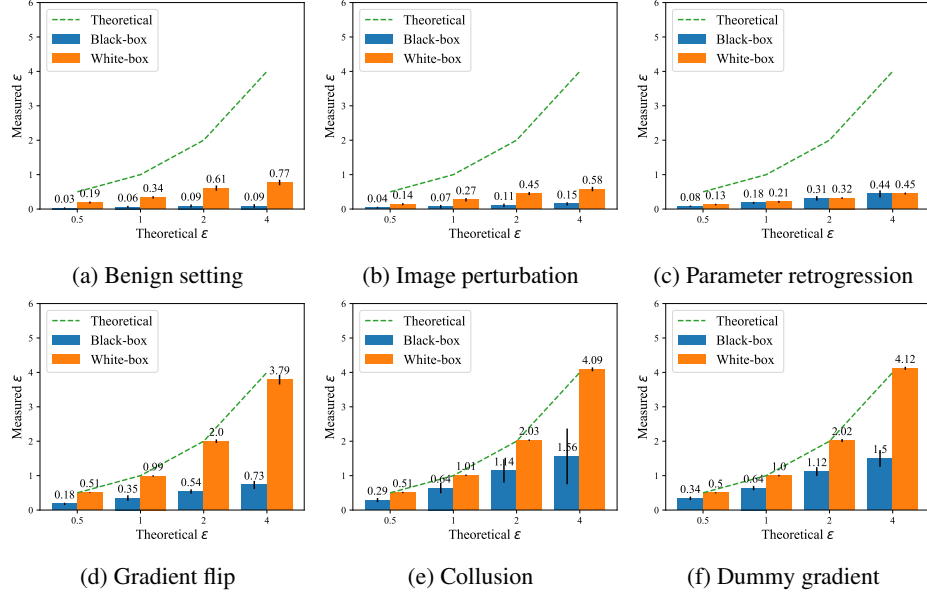 Theoretical
Black-box
White-box
Measured ε
0 1 2 3 4 5 6
0.03 0.19 0.06 0.34 0.09 0.61 0.09 0.77
0.5 1 2 4
Theoretical ε
(a) Benign setting
Theoretical
Black-box
White-box
Measured ε
0 1 2 3 4 5 6
0.04 0.14 0.07 0.27 0.11 0.45 0.15 0.58
0.5 1 2 4
Theoretical ε
(b) Image perturbation
Theoretical
Black-box
White-box
Measured ε
0 1 2 3 4 5 6
0.08 0.13 0.18 0.21 0.31 0.32 0.44 0.45
0.5 1 2 4
Theoretical ε
(c) Parameter retrogression
Theoretical
Black-box
White-box
Measured ε
0 1 2 3 4 5 6
0.18 0.51 0.35 0.99 0.54 2.0 0.73 3.79
0.5 1 2 4
Theoretical ε
(d) Gradient flip
Theoretical
Black-box
White-box
Measured ε
0 1 2 3 4 5 6
0.29 0.51 0.64 1.01 1.14 2.03 1.56 4.09
0.5 1 2 4
Theoretical ε
(e) Collusion
Theoretical
Black-box
White-box
Measured ε
0 1 2 3 4 5 6
0.34 0.5 0.64 1.0 1.12 2.02 1.5 4.12
0.5 1 2 4
Theoretical ε
(f) Dummy gradient